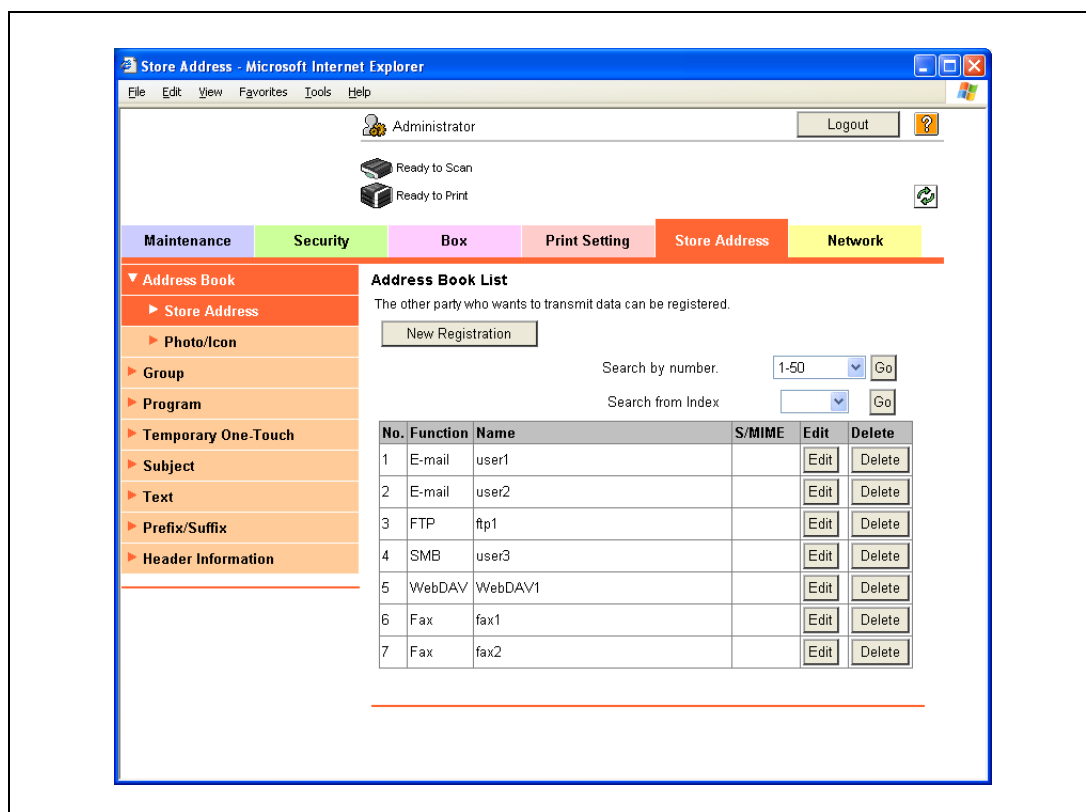 Store Address - Microsoft Internet Explorer
File Edit View Favorites Tools Help
Administrator Logout ?
Ready to Scan
Ready to Print
Maintenance Security Box Print Setting Store Address Network
Address Book
Store Address
Photo/Icon
Group
Program
Temporary One-Touch
Subject
Text
Prefix/Suffix
Header Information
Address Book List
The other party who wants to transmit data can be registered.
New Registration
Search by number. 1-50 Go
Search from Index Go
No. Function Name S/MIME Edit Delete
1 E-mail user1 Edit Delete
2 E-mail user2 Edit Delete
3 FTP ftp1 Edit Delete
4 SMB user3 Edit Delete
5 WebDAV WebDAV1 Edit Delete
6 Fax fax1 Edit Delete
7 Fax fax2 Edit Delete